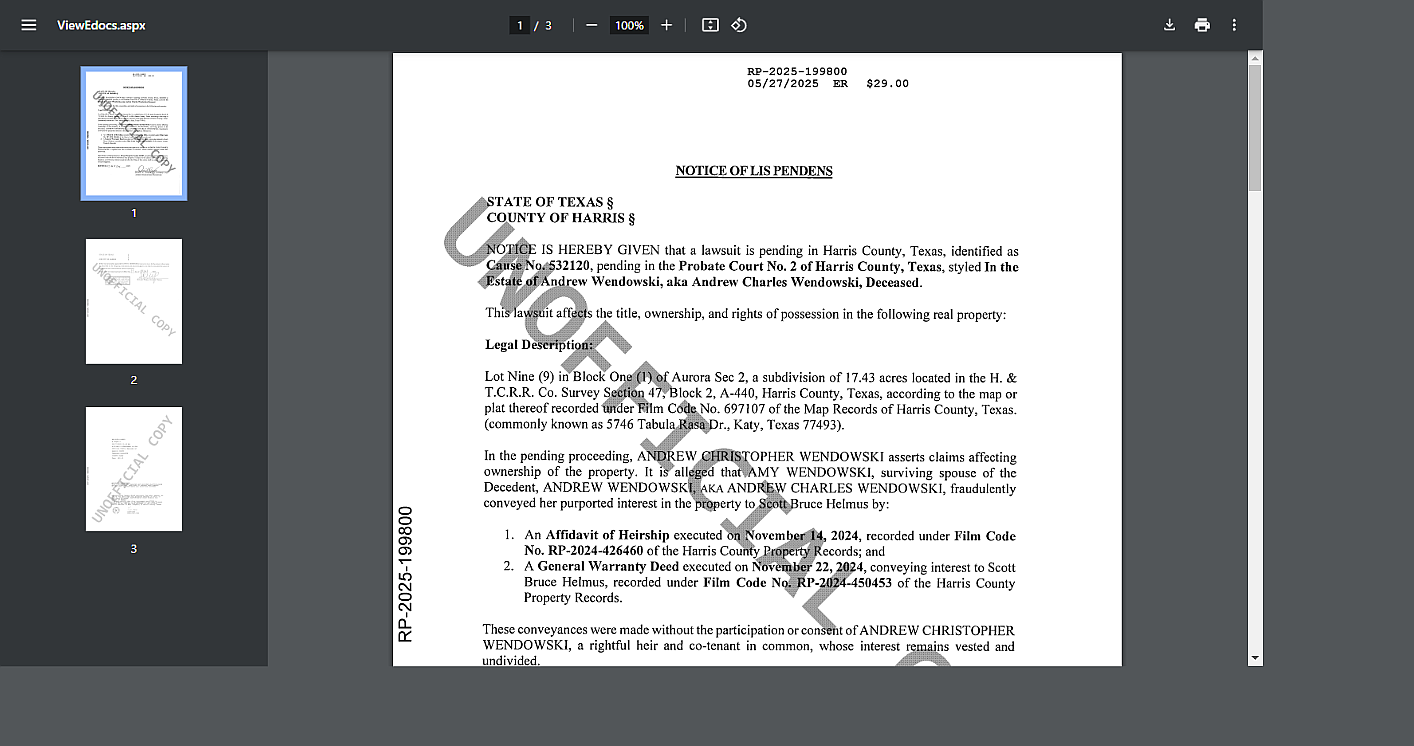 ViewEdocs.aspx
1 / 3
100%
1
2
3
UNOFFICIAL COPY
UNOFFICIAL COPY
UNOFFICIAL COPY
RP-2025-199800
05/27/2025 ER $29.00
NOTICE OF LIS PENDENS
STATE OF TEXAS §
COUNTY OF HARRIS §
NOTICE IS HEREBY GIVEN that a lawsuit is pending in Harris County, Texas, identified as
Cause No. 532120, pending in the Probate Court No. 2 of Harris County, Texas, styled In the
Estate of Andrew Wendowski, aka Andrew Charles Wendowski, Deceased.
This lawsuit affects the title, ownership, and rights of possession in the following real property:
Legal Description:
Lot Nine (9) in Block One (1) of Aurora Sec 2, a subdivision of 17.43 acres located in the H. &
T.C.R.R. Co. Survey Section 47, Block 2, A-440, Harris County, Texas, according to the map or
plat thereof recorded under Film Code No. 697107 of the Map Records of Harris County, Texas.
(commonly known as 5746 Tabula Rasa Dr., Katy, Texas 77493).
In the pending proceeding, ANDREW CHRISTOPHER WENDOWSKI asserts claims affecting
ownership of the property. It is alleged that AMY WENDOWSKI, surviving spouse of the
Decedent, ANDREW WENDOWSKI, AKA ANDREW CHARLES WENDOWSKI, fraudulently
conveyed her purported interest in the property to Scott Bruce Helmus by:
1. An Affidavit of Heirship executed on November 14, 2024, recorded under Film Code
No. RP-2024-426460 of the Harris County Property Records; and
2. A General Warranty Deed executed on November 22, 2024, conveying interest to Scott
Bruce Helmus, recorded under Film Code No. RP-2024-450453 of the Harris County
Property Records.
These conveyances were made without the participation or consent of ANDREW CHRISTOPHER
WENDOWSKI, a rightful heir and co-tenant in common, whose interest remains vested and
undivided.
RP-2025-199800
UNOFFICIAL C